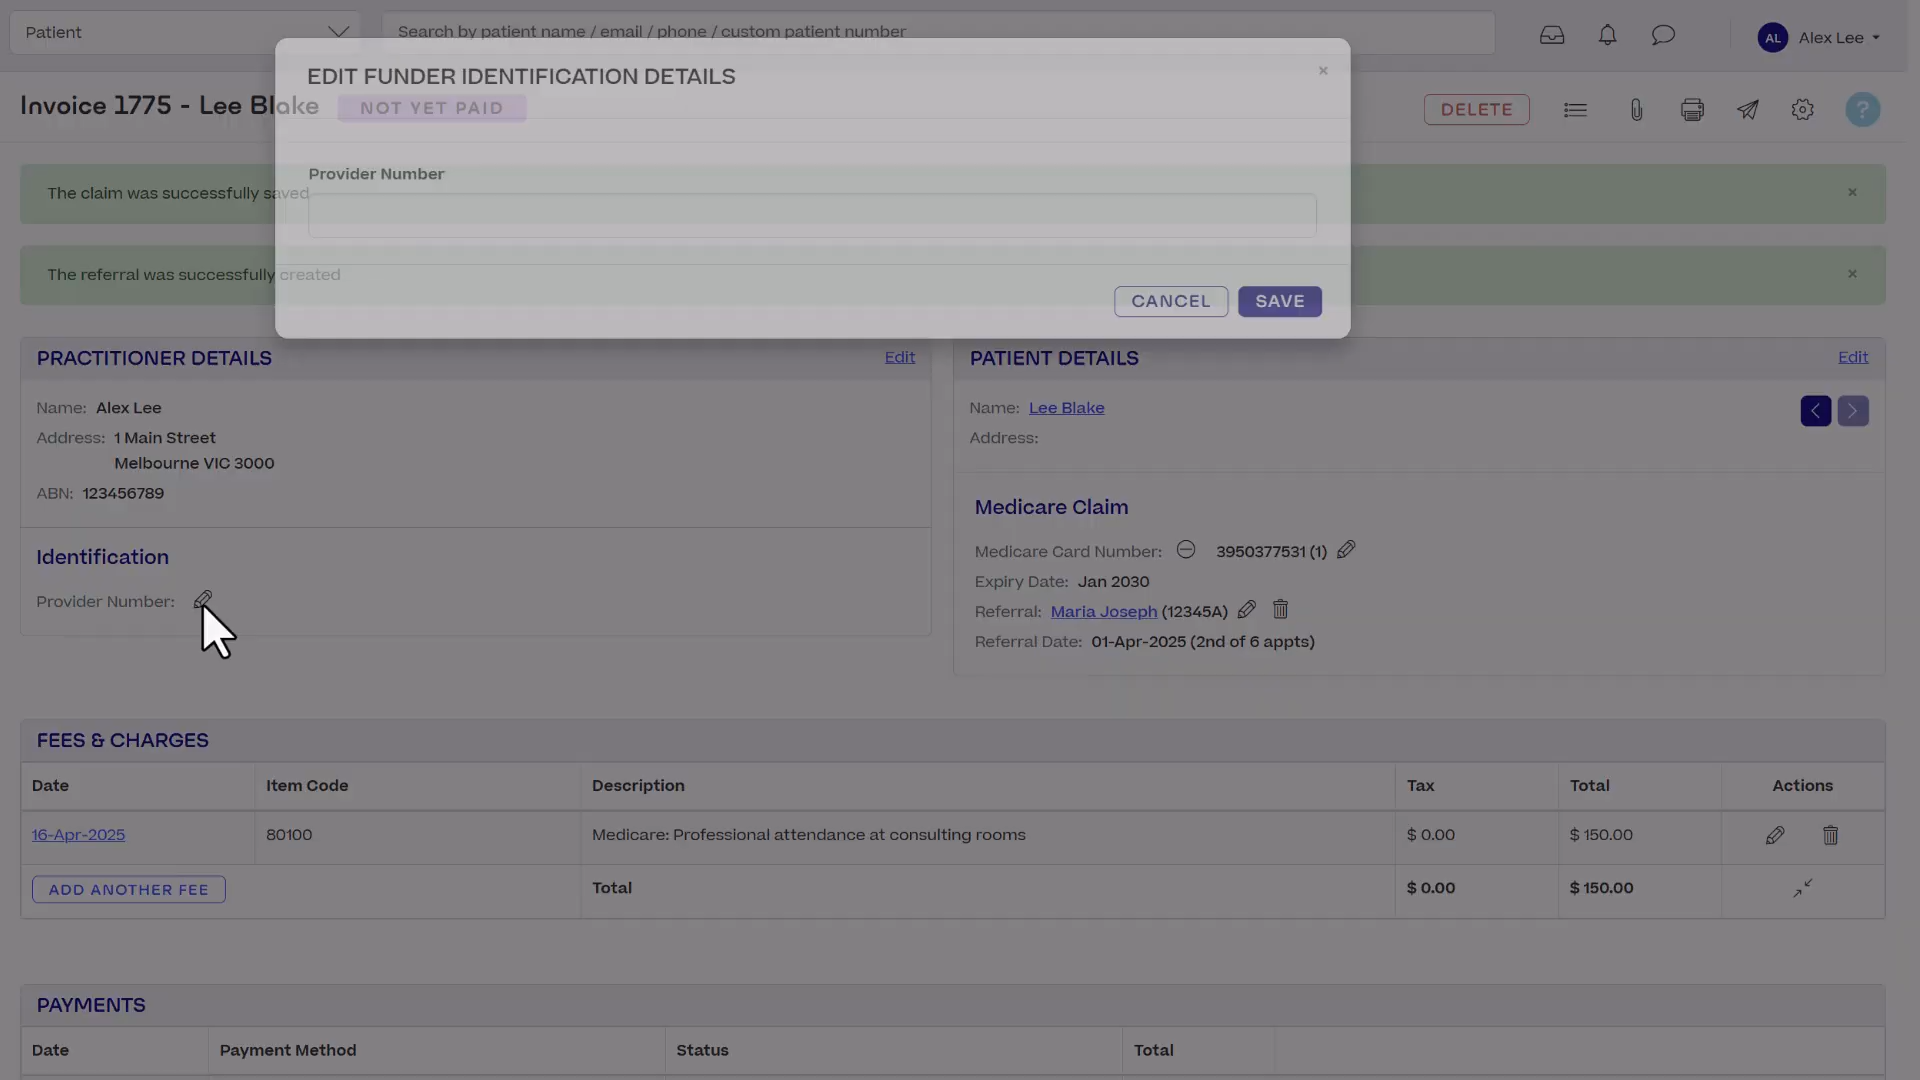 Patient
Search by patient name / email / phone / custom patient number
AL Alex Lee
EDIT FUNDER IDENTIFICATION DETAILS
×
Invoice 1775 - Lee Blake
NOT YET PAID
DELETE
?
Provider Number
The claim was successfully saved
×
The referral was successfully created
×
CANCEL
SAVE
PRACTITIONER DETAILS
Edit
Name: Alex Lee
Address: 1 Main Street
Melbourne VIC 3000
ABN: 123456789
Identification
Provider Number:
PATIENT DETAILS
Edit
Name: Lee Blake
Address:
Medicare Claim
Medicare Card Number: 3950377531 (1)
Expiry Date: Jan 2030
Referral: Maria Joseph (12345A)
Referral Date: 01-Apr-2025 (2nd of 6 appts)
FEES & CHARGES
Date Item Code Description Tax Total Actions
16-Apr-2025 80100 Medicare: Professional attendance at consulting rooms $ 0.00 $ 150.00
ADD ANOTHER FEE Total $ 0.00 $ 150.00
PAYMENTS
Date Payment Method Status Total